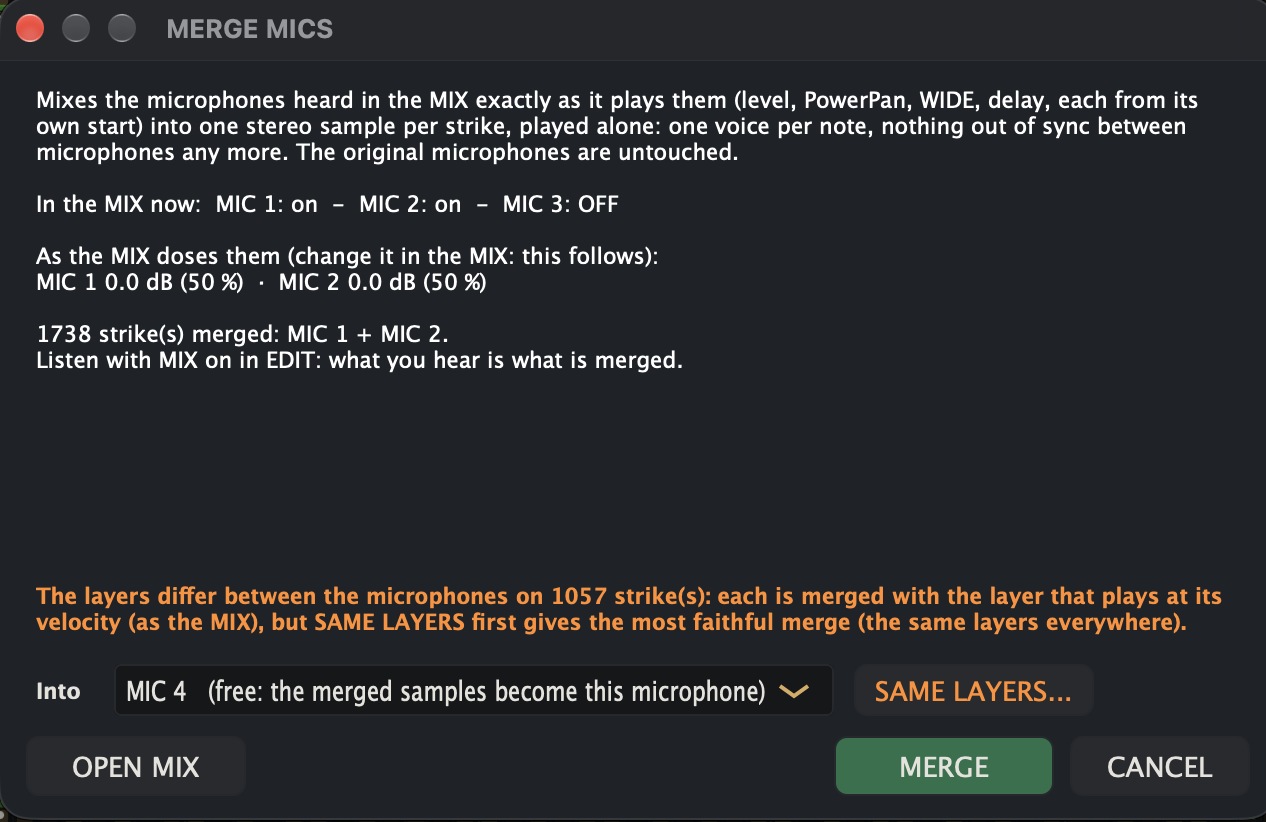 MERGE MICS
Mixes the microphones heard in the MIX exactly as it plays them (level, PowerPan, WIDE, delay, each from its
own start) into one stereo sample per strike, played alone: one voice per note, nothing out of sync between
microphones any more. The original microphones are untouched.
In the MIX now:  MIC 1: on  –  MIC 2: on  –  MIC 3: OFF
As the MIX doses them (change it in the MIX: this follows):
MIC 1 0.0 dB (50 %)  ·  MIC 2 0.0 dB (50 %)
1738 strike(s) merged: MIC 1 + MIC 2.
Listen with MIX on in EDIT: what you hear is what is merged.
The layers differ between the microphones on 1057 strike(s): each is merged with the layer that plays at its
velocity (as the MIX), but SAME LAYERS first gives the most faithful merge (the same layers everywhere).
Into  MIC 4  (free: the merged samples become this microphone)  SAME LAYERS...
OPEN MIX  MERGE  CANCEL